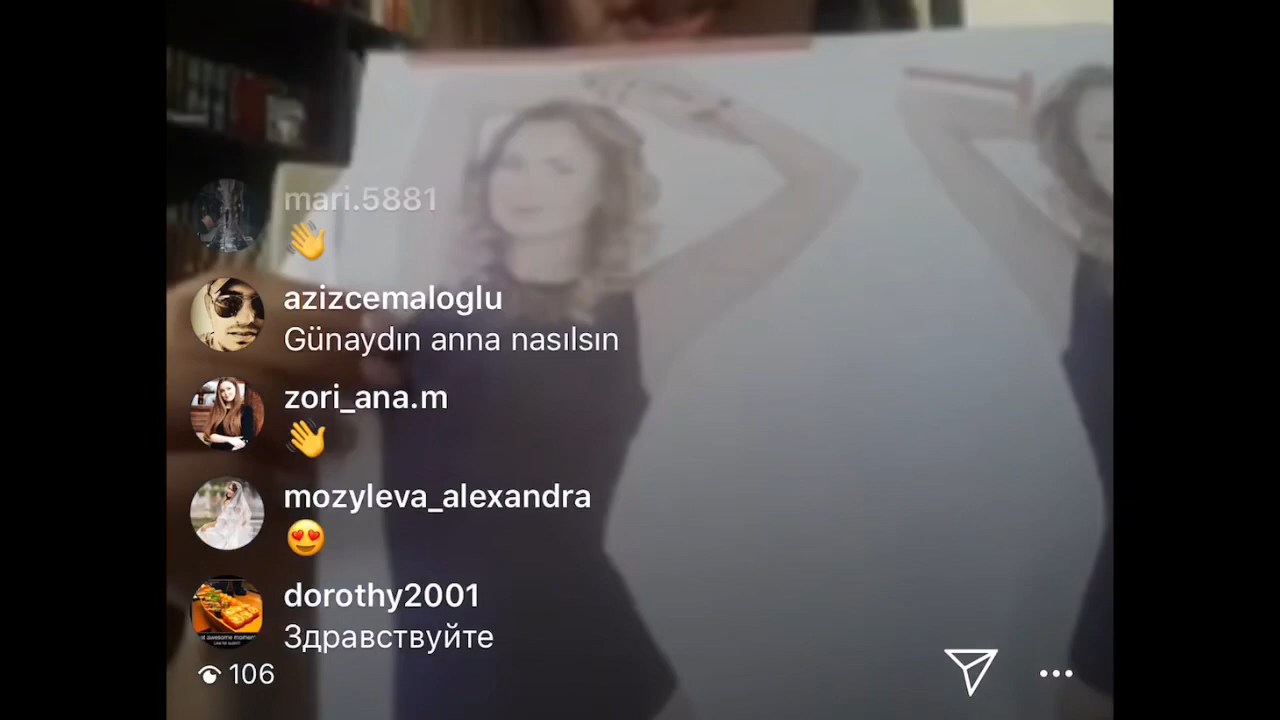 mari.5881
👋
azizcemaloglu
Günaydın anna nasılsın
zori_ana.m
👋
mozyleva_alexandra
😍
dorothy2001
Здравствуйте
106